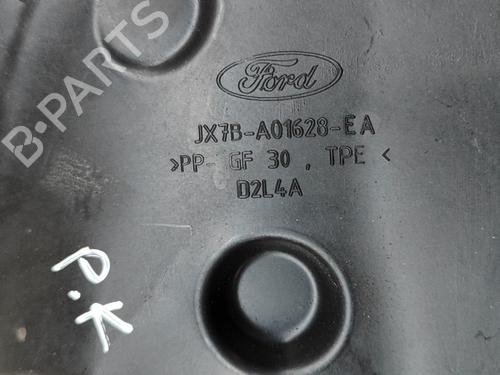 B-PARTS
Ford
JX7B-A01628-EA
>PP- GF 30 , TPE <
D2L4A